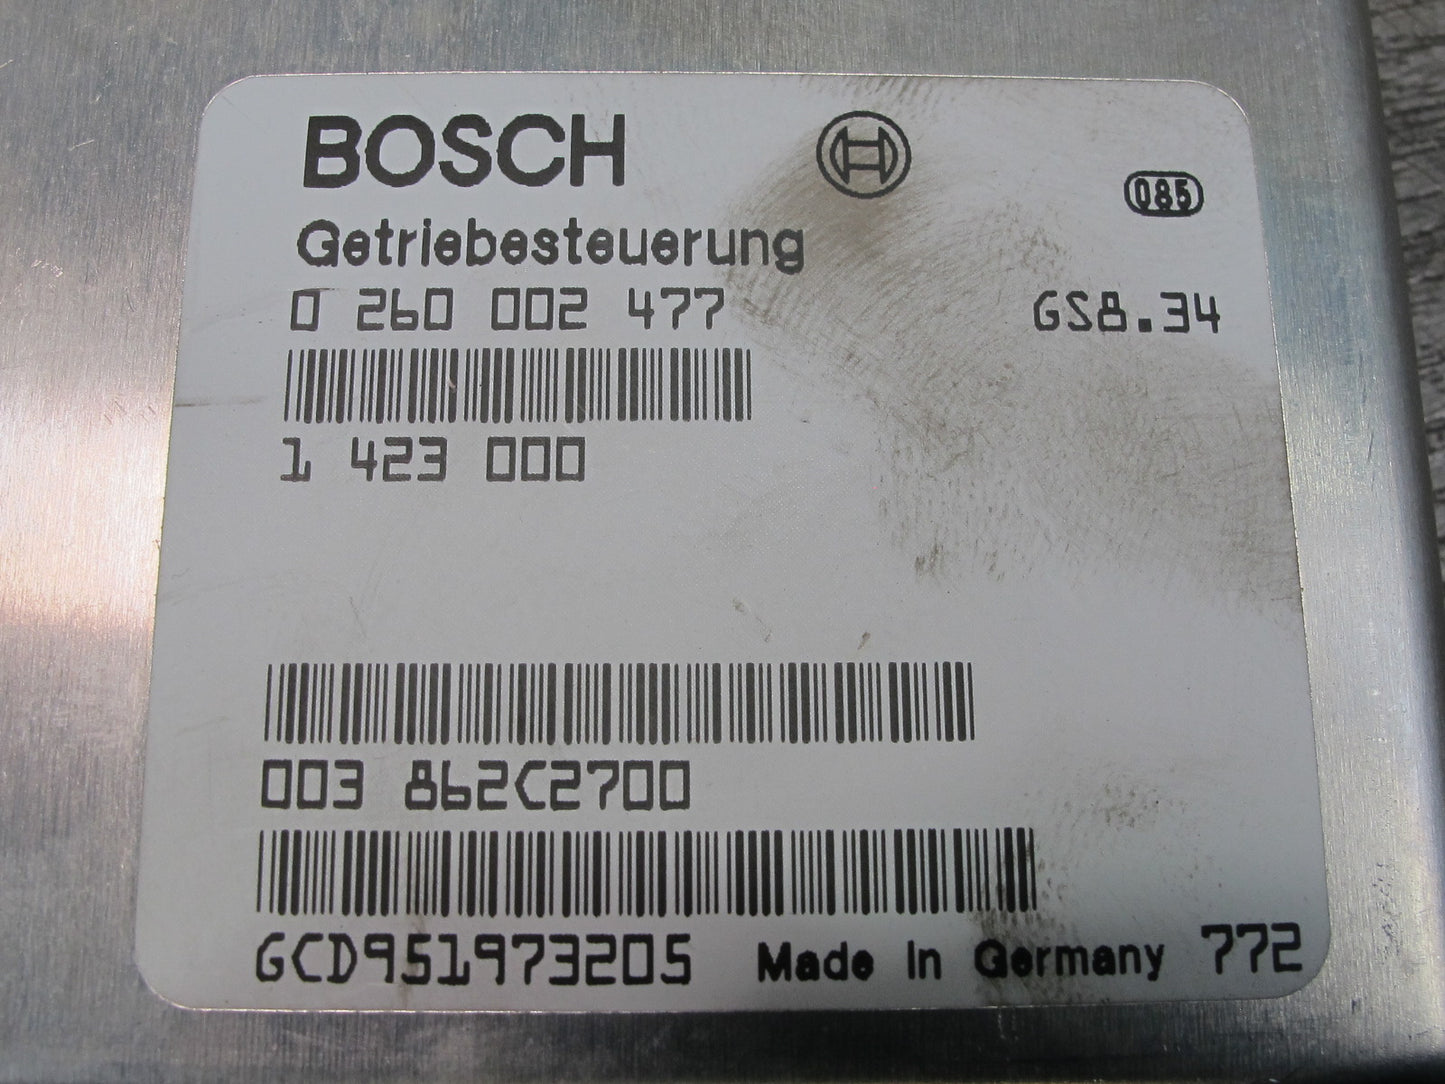 BOSCH
085
Getriebesteuerung
0 260 002 477 GS8.34
1 423 000
003 862C2700
GCD951973205 Made in Germany 772